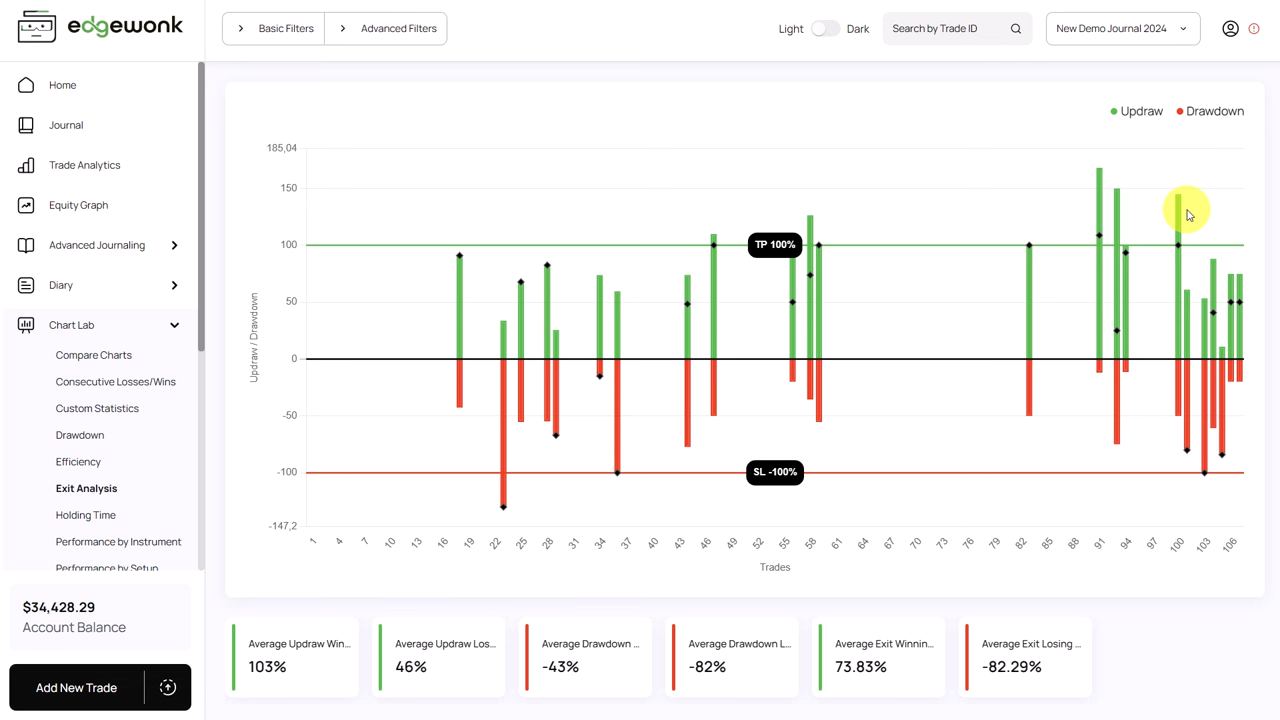 edgewonk
Basic Filters
Advanced Filters
Light
Dark
Search by Trade ID
New Demo Journal 2024
Home
Journal
Trade Analytics
Equity Graph
Advanced Journaling
Diary
Chart Lab
Compare Charts
Consecutive Losses/Wins
Custom Statistics
Drawdown
Efficiency
Exit Analysis
Holding Time
Performance by Instrument
Performance by Setup
$34,428.29
Account Balance
Add New Trade
Updraw
Drawdown
185,04
150
100
50
0
-50
-100
-147,2
Updraw / Drawdown
TP 100%
SL -100%
1 4 7 10 13 16 19 22 25 28 31 34 37 40 43 46 49 52 55 58 61 64 67 70 73 76 79 82 85 88 91 94 97 100 103 106
Trades
Average Updraw Win...
103%
Average Updraw Los...
46%
Average Drawdown ...
-43%
Average Drawdown L...
-82%
Average Exit Winnin...
73.83%
Average Exit Losing ...
-82.29%